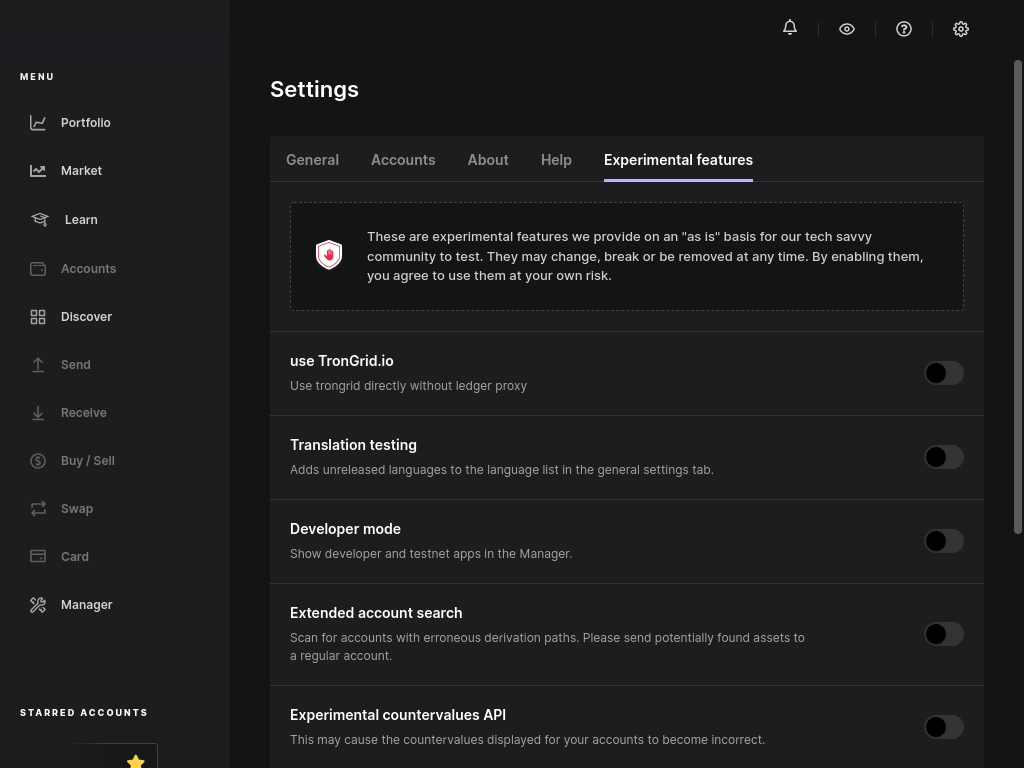 MENU
Portfolio
Market
Learn
Accounts
Discover
Send
Receive
Buy / Sell
Swap
Card
Manager
STARRED ACCOUNTS
Settings
General Accounts About Help Experimental features
These are experimental features we provide on an "as is" basis for our tech savvy
community to test. They may change, break or be removed at any time. By enabling them,
you agree to use them at your own risk.
use TronGrid.io
Use trongrid directly without ledger proxy
Translation testing
Adds unreleased languages to the language list in the general settings tab.
Developer mode
Show developer and testnet apps in the Manager.
Extended account search
Scan for accounts with erroneous derivation paths. Please send potentially found assets to
a regular account.
Experimental countervalues API
This may cause the countervalues displayed for your accounts to become incorrect.